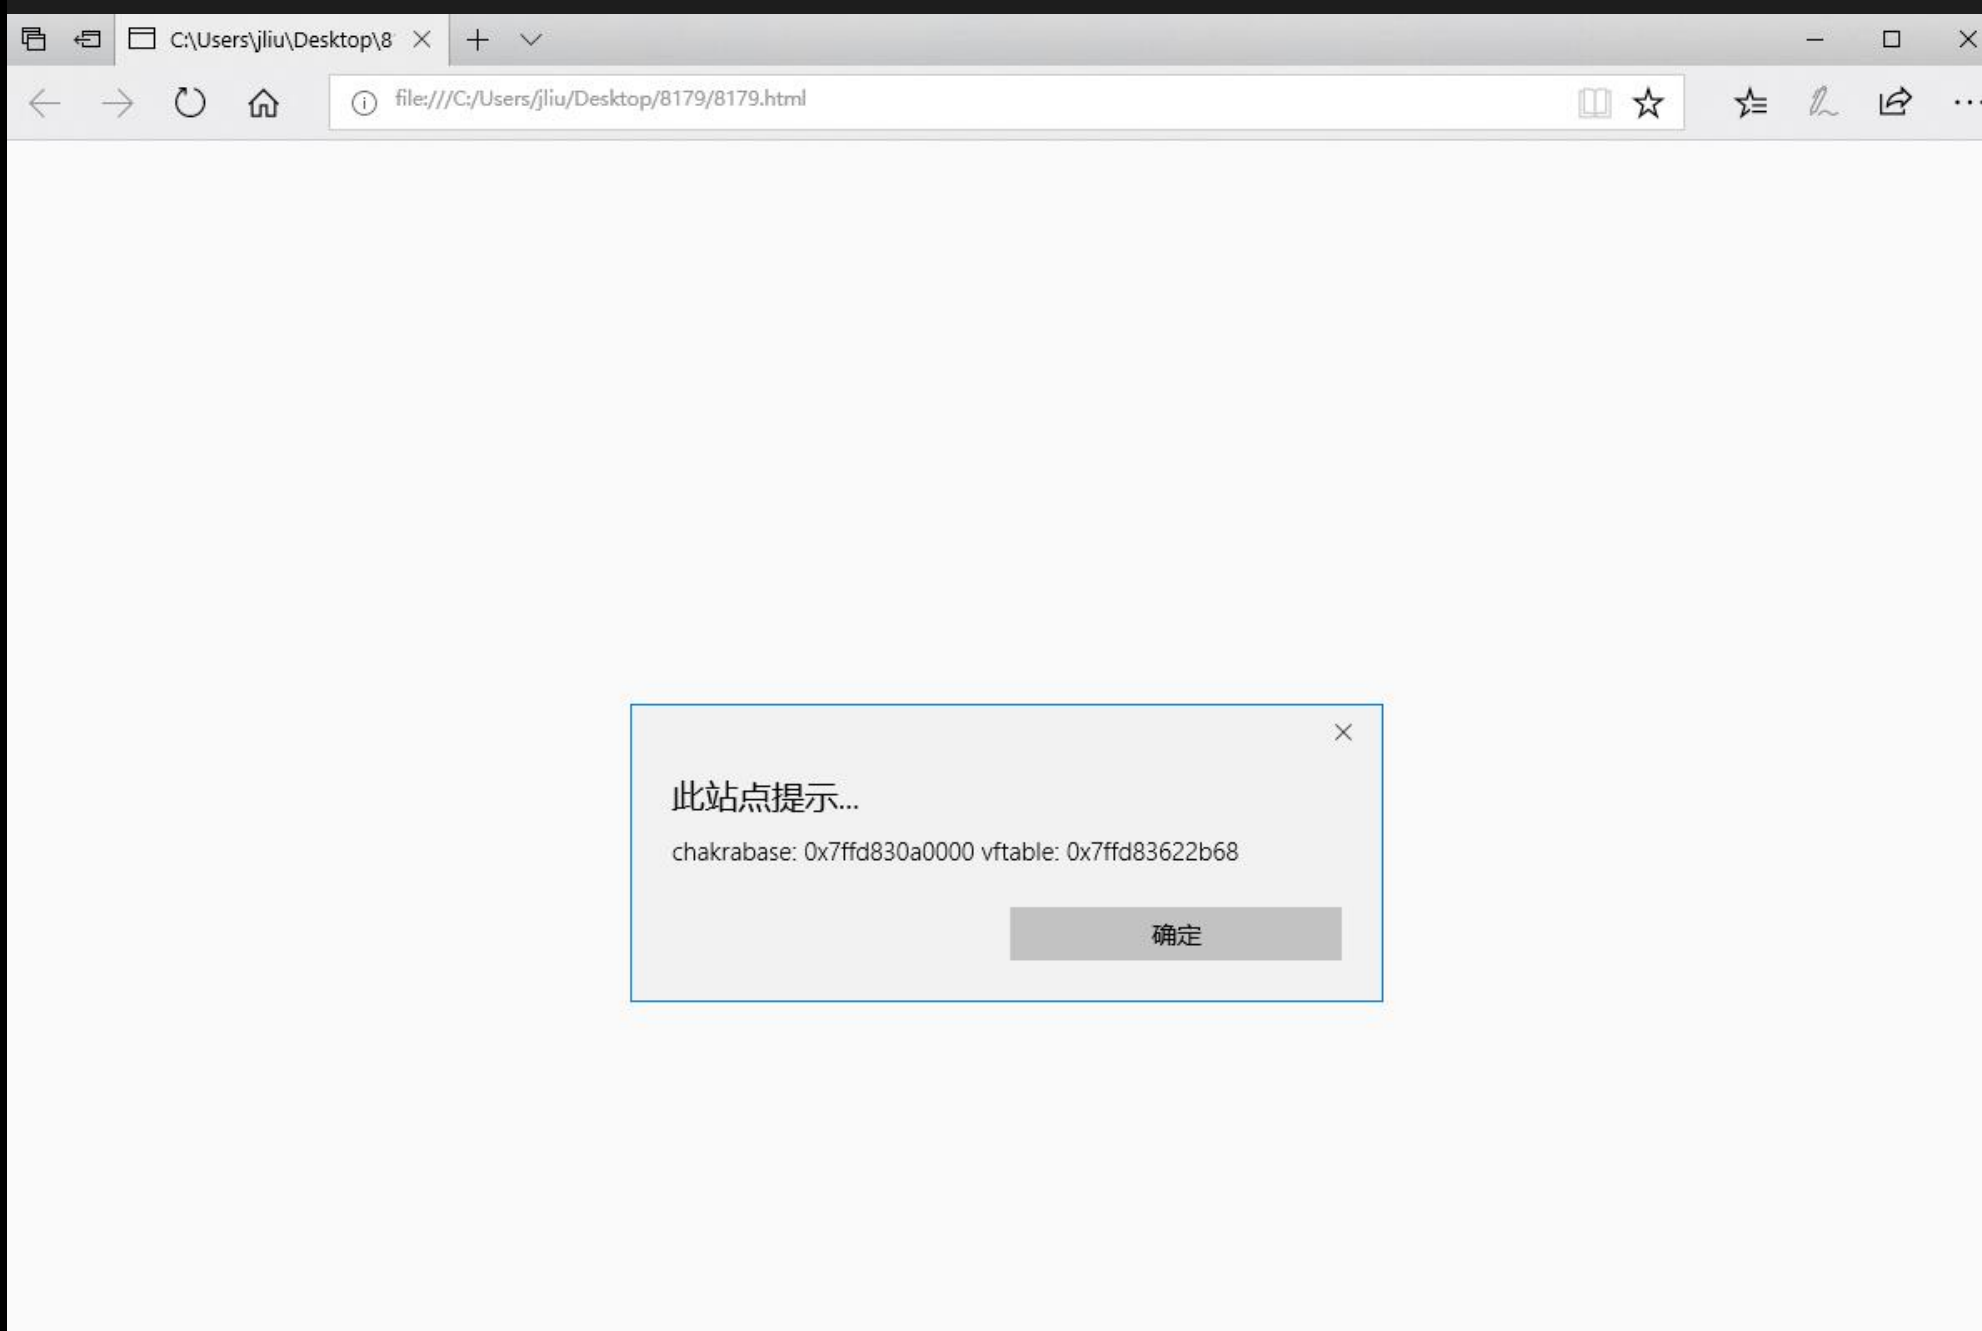 C:\Users\jliu\Desktop\8
file:///C:/Users/jliu/Desktop/8179/8179.html
此站点提示...
chakrabase: 0x7ffd830a0000 vftable: 0x7ffd83622b68
确定